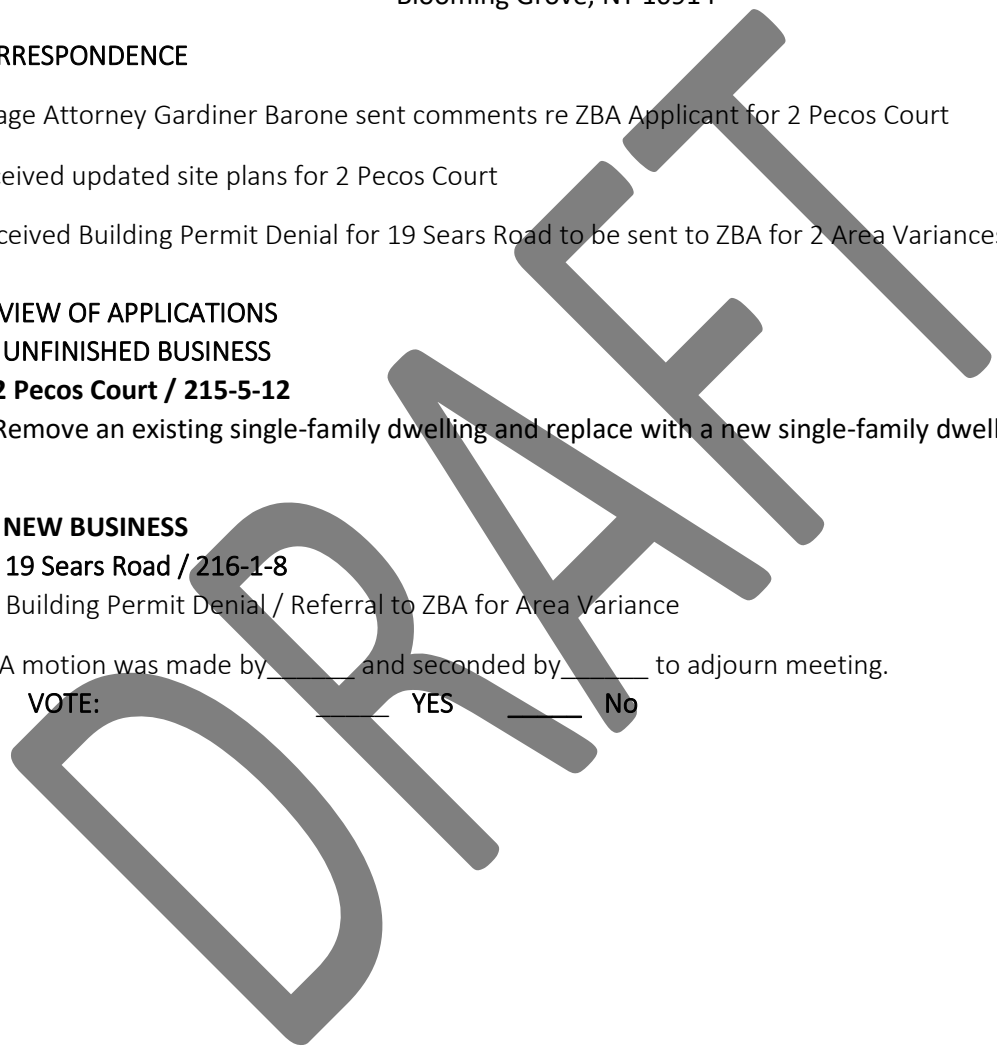 Blooming Grove, NY 10914
RRESPONDENCE
age Attorney Gardiner Barone sent comments re ZBA Applicant for 2 Pecos Court
ceived updated site plans for 2 Pecos Court
ceived Building Permit Denial for 19 Sears Road to be sent to ZBA for 2 Area Variances
VIEW OF APPLICATIONS
UNFINISHED BUSINESS
2 Pecos Court / 215-5-12
Remove an existing single-family dwelling and replace with a new single-family dwell
NEW BUSINESS
19 Sears Road / 216-1-8
Building Permit Denial / Referral to ZBA for Area Variance
A motion was made by______ and seconded by______ to adjourn meeting.
VOTE: _____ YES _____ No
DRAFT